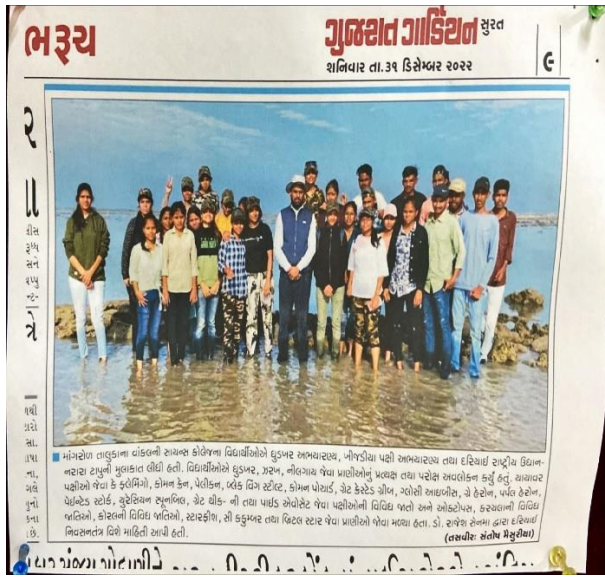 ભરૂચ
ગુજરાત ગાર્ડિયન સુરત
શનિવાર તા.૩૧ ડિસેમ્બર ૨૦૨૨
૯
માંગરોળ તાલુકાના વાંકલની સાયન્સ કોલેજના વિદ્યાર્થીઓએ ઘુડખર અભયારણ્ય, ખીજડીયા પક્ષી અભયારણ્ય તથા દરિયાઈ રાષ્ટ્રીય ઉદ્યાન-
નરારા ટાપુની મુલાકાત લીધી હતી. વિદ્યાર્થીઓએ ઘુડખર, ઝરખ, નીલગાય જેવા પ્રાણીઓનું પ્રત્યક્ષ તથા પરોક્ષ અવલોકન કર્યું હતું. યાયાવર
પક્ષીઓ જેવા કે ફ્લેમિંગો, કોમન ક્રેન, પેલીકન, બ્લેક વિંગ સ્ટીલ્ટ, કોમન પોચાર્ડ, ગ્રેટ ક્રેસ્ટેડ ગ્રીબ, ગ્લોસી આઇબીસ, ગ્રે હેરોન, પર્પલ હેરોન,
પેઇન્ટેડ સ્ટોર્ક, યુરેસિયન સ્પૂનબિલ, ગ્રેટ થીક- ની તથા પાઈડ એવોસેટ જેવા પક્ષીઓની વિવિધ જાતો અને ઓક્ટોપસ, કરચલાની વિવિધ
જાતિઓ, કોરલની વિવિધ જાતિઓ, સ્ટારફીશ, સી કકુમ્બર તથા બ્રિટલ સ્ટાર જેવા પ્રાણીઓ જોવા મળ્યા હતા. ડો. રાજેશ સેનમા દ્વારા દરિયાઈ
નિવસનતંત્ર વિશે માહિતી આપી હતી.
(તસવીર: સંતોષ મૈસુરીયા)